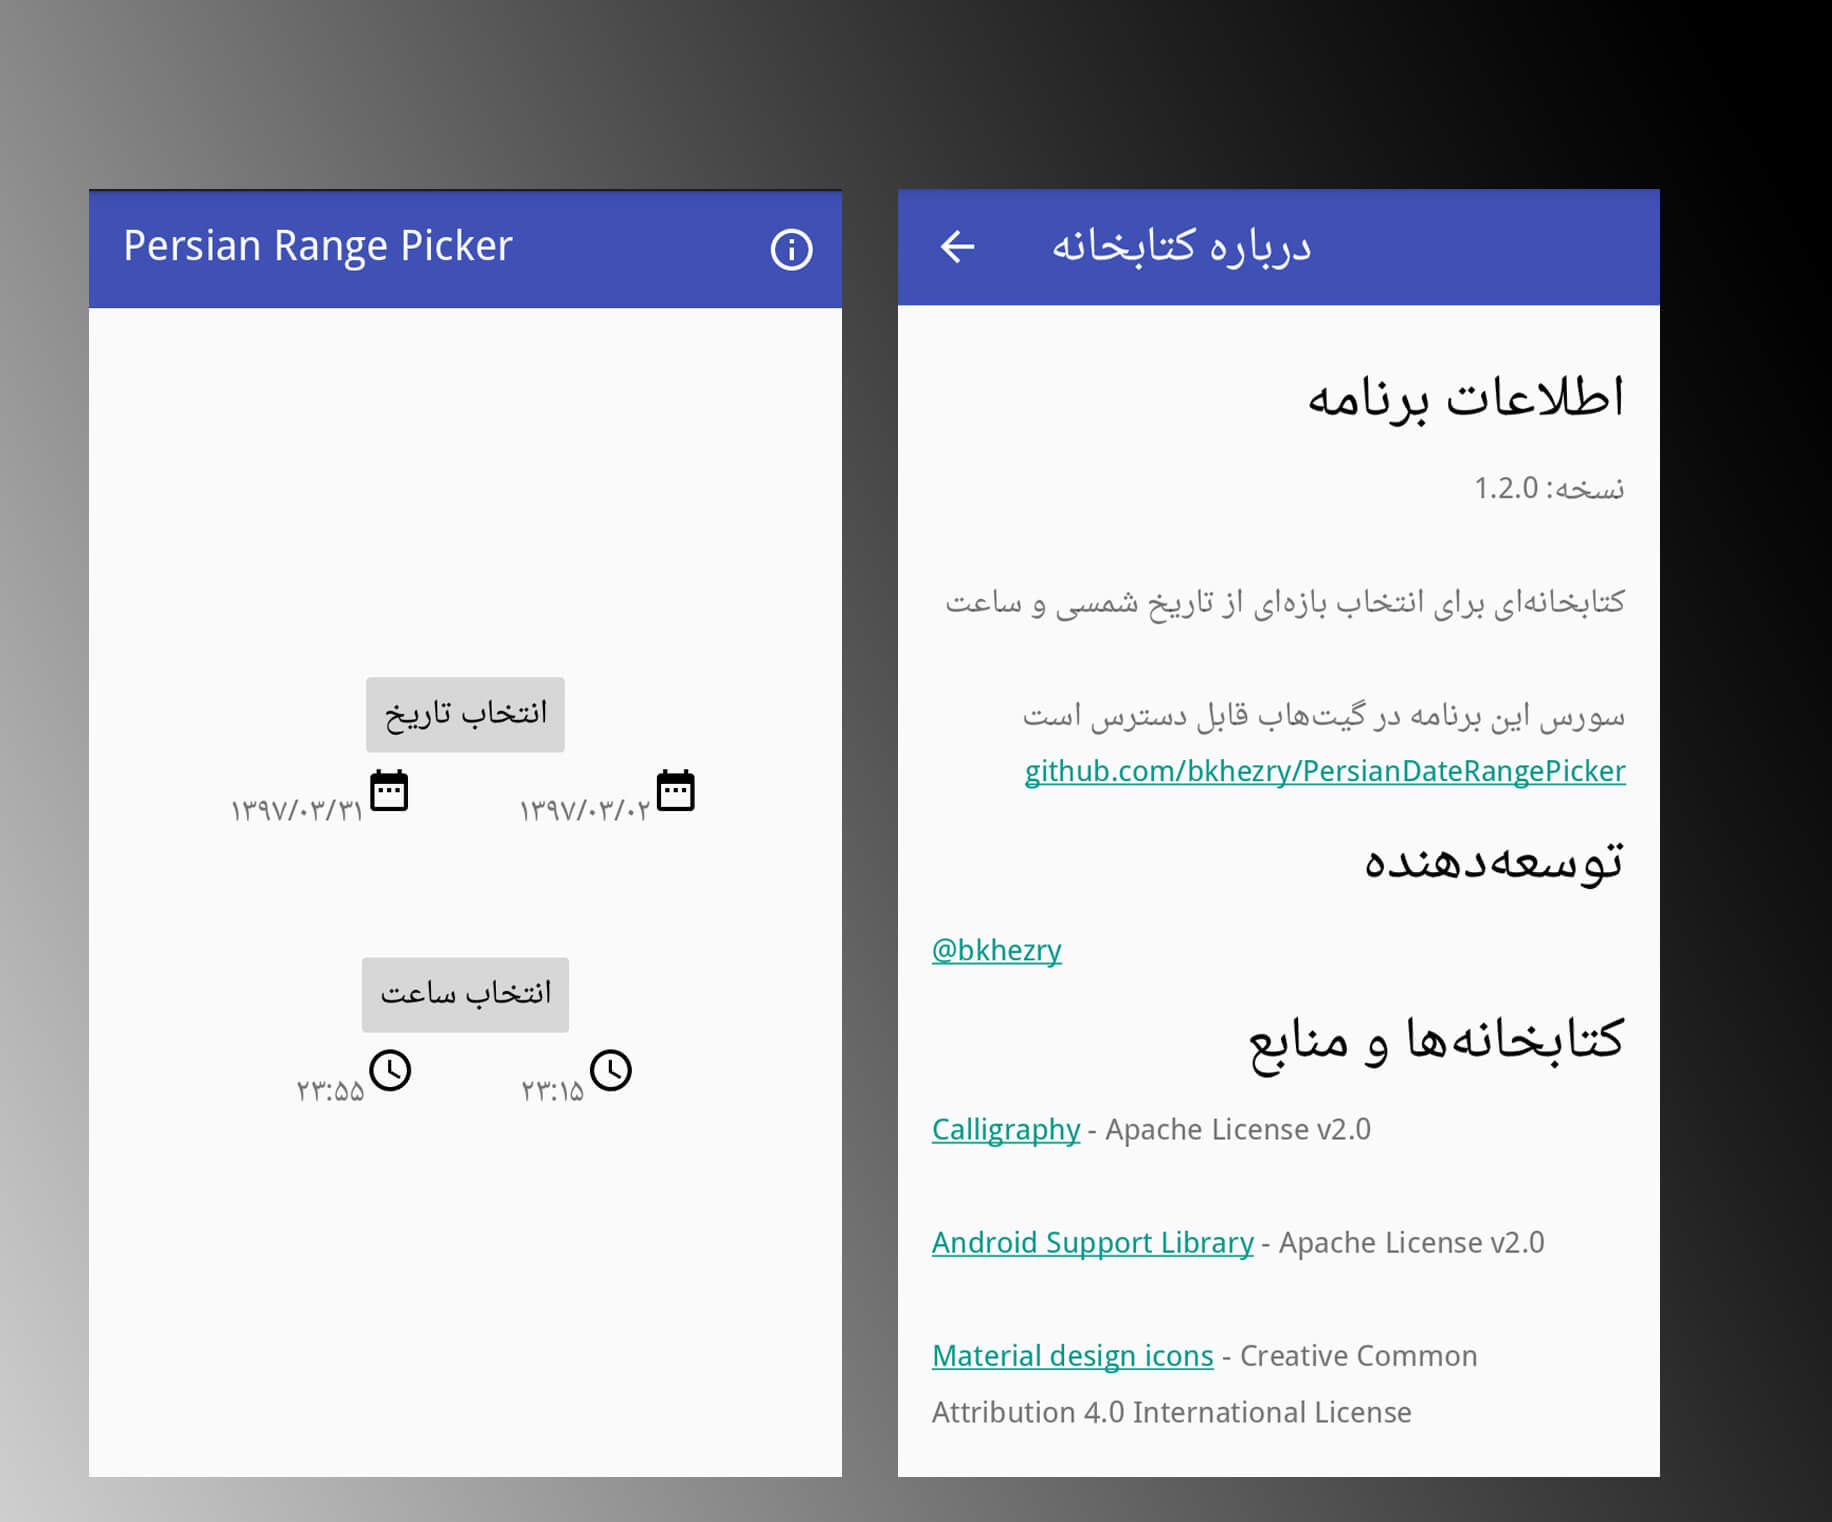 Persian Range Picker
انتخاب تاریخ
۱۳۹۷/۰۳/۰۲
۱۳۹۷/۰۳/۳۱
انتخاب ساعت
۲۳:۱۵
۲۳:۵۵
درباره کتابخانه
اطلاعات برنامه
نسخه: 1.2.0
کتابخانه‌ای برای انتخاب بازه‌ای از تاریخ شمسی و ساعت
سورس این برنامه در گیت‌هاب قابل دسترس است
github.com/bkhezry/PersianDateRangePicker
توسعه‌دهنده
@bkhezry
کتابخانه‌ها و منابع
Calligraphy - Apache License v2.0
Android Support Library - Apache License v2.0
Material design icons - Creative Common
Attribution 4.0 International License